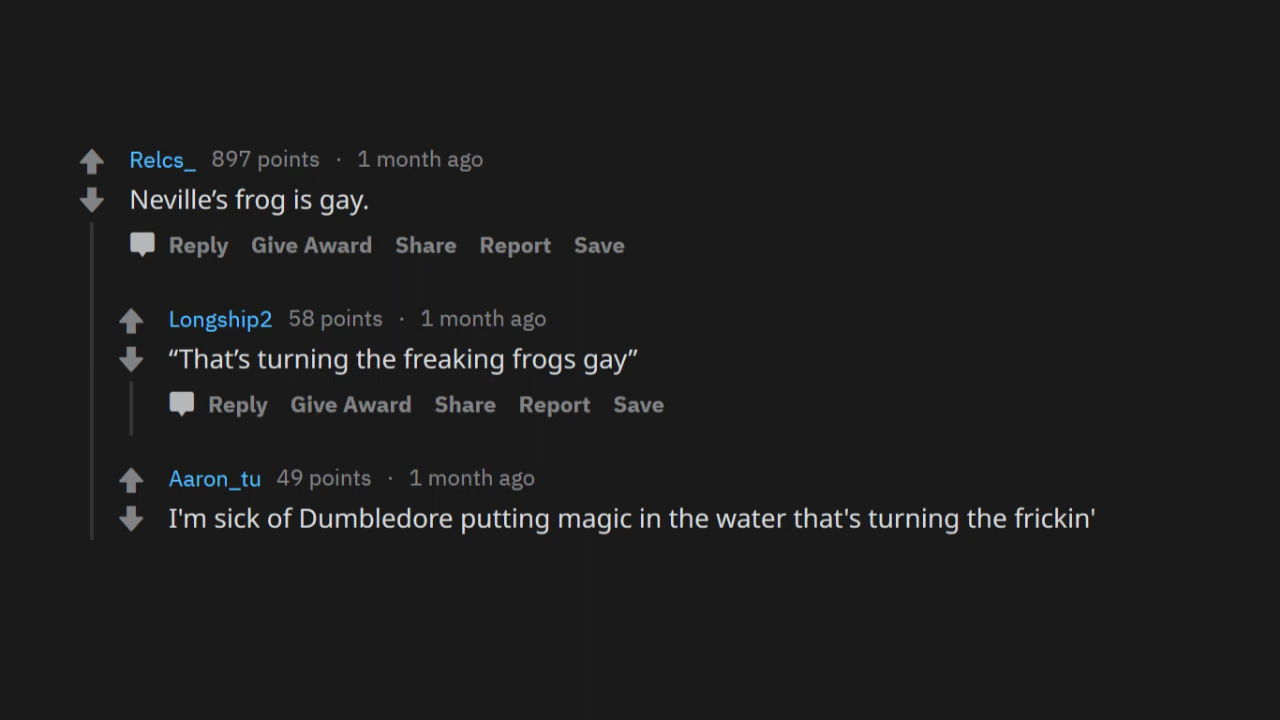 Relcs_ 897 points · 1 month ago
Neville’s frog is gay.
Reply Give Award Share Report Save
Longship2 58 points · 1 month ago
“That’s turning the freaking frogs gay”
Reply Give Award Share Report Save
Aaron_tu 49 points · 1 month ago
I'm sick of Dumbledore putting magic in the water that's turning the frickin'